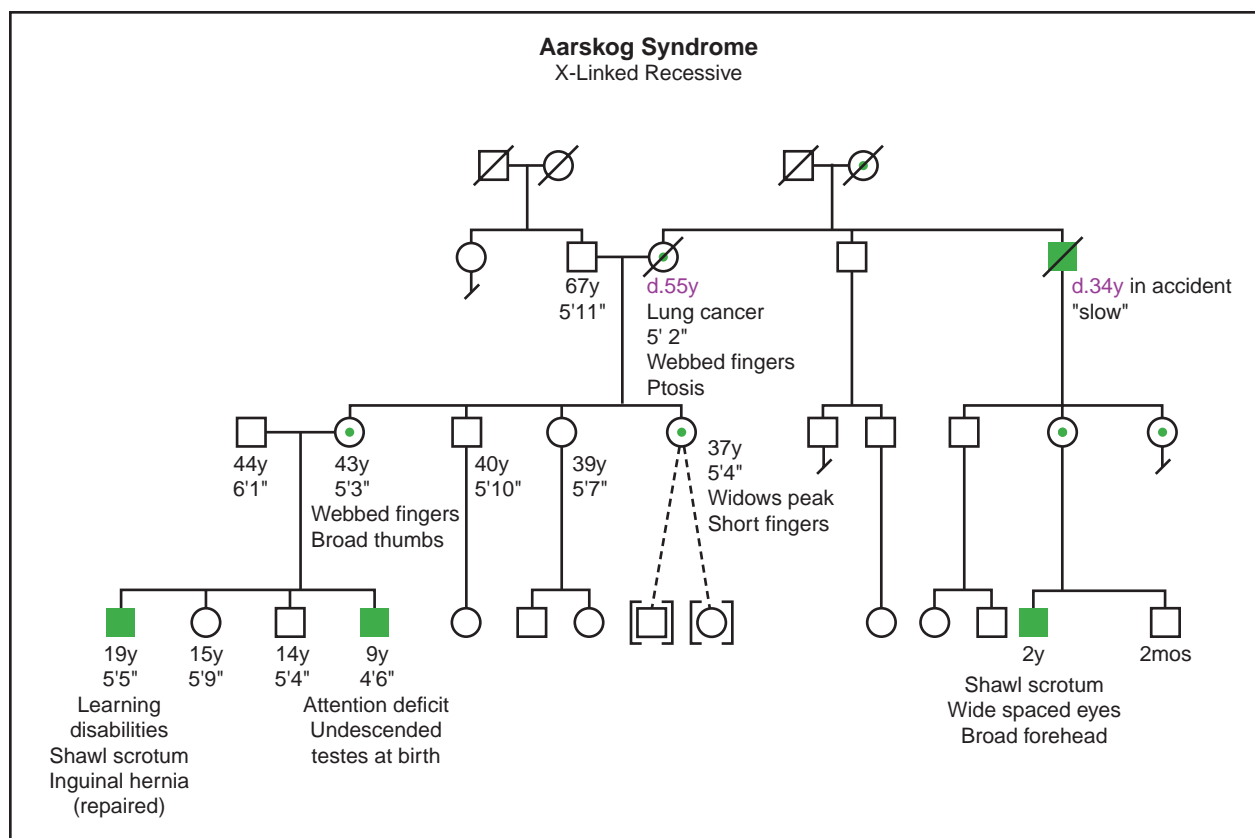 Aarskog Syndrome
X-Linked Recessive
67y
5'11"
d.55y
Lung cancer
5' 2"
Webbed fingers
Ptosis
d.34y in accident
"slow"
44y
6'1"
43y
5'3"
Webbed fingers
Broad thumbs
40y
5'10"
39y
5'7"
37y
5'4"
Widows peak
Short fingers
19y
5'5"
Learning
disabilities
Shawl scrotum
Inguinal hernia
(repaired)
15y
5'9"
14y
5'4"
9y
4'6"
Attention deficit
Undescended
testes at birth
2y
Shawl scrotum
Wide spaced eyes
Broad forehead
2mos